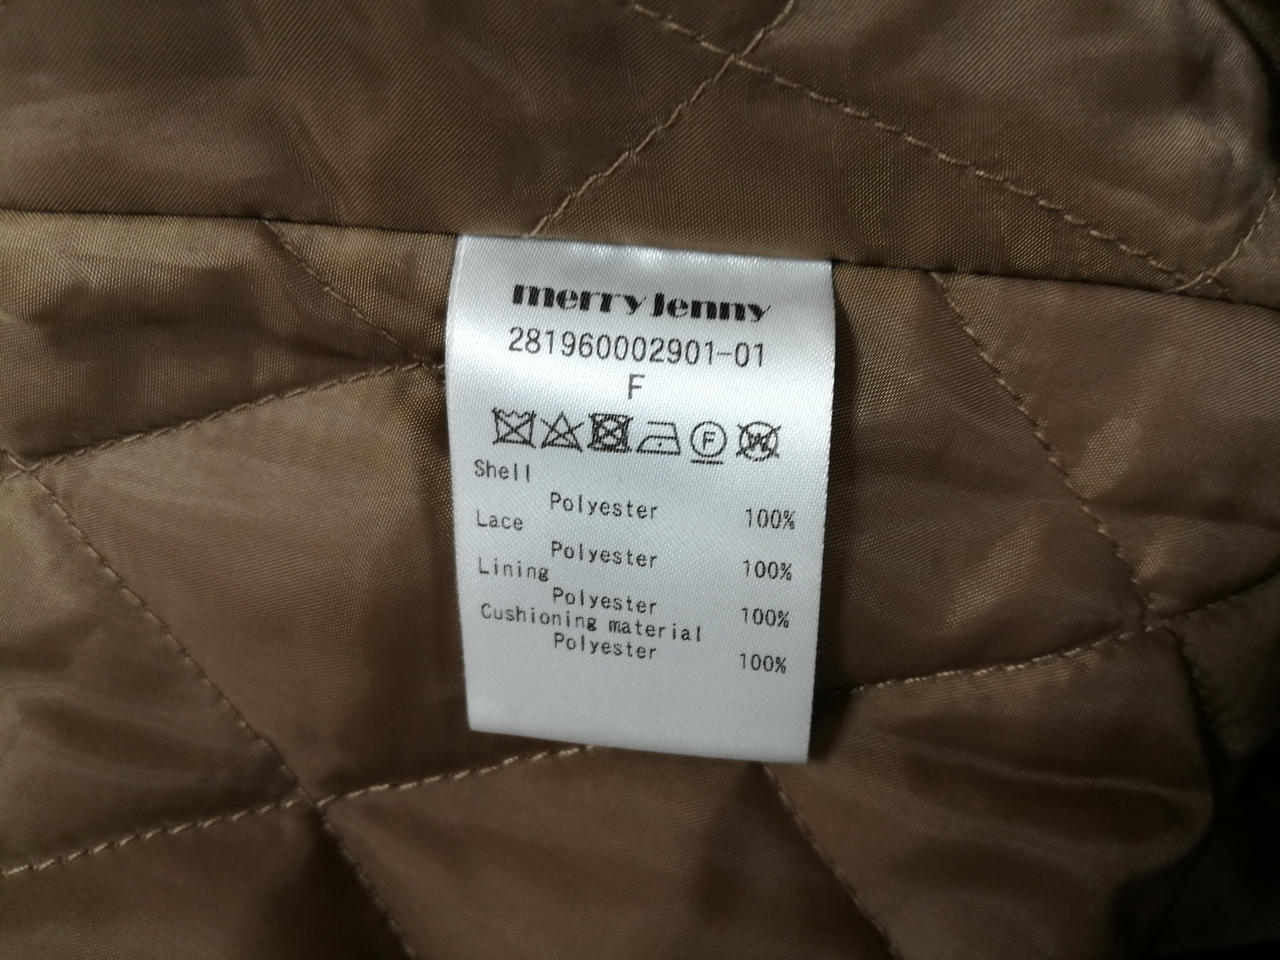 merry jenny
281960002901-01
F
F
W
Shell
Polyester 100%
Lace
Polyester 100%
Lining
Polyester 100%
Cushioning material
Polyester 100%